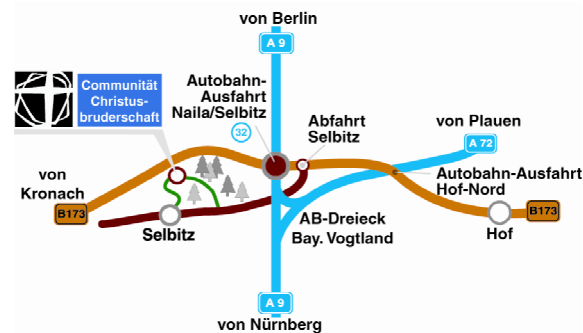 von Berlin
A 9
Communität
Christus-
bruderschaft
Autobahn-
Ausfahrt
Naila/Selbitz
32
Abfahrt
Selbitz
von Plauen
A 72
von
Kronach
B173
Autobahn-Ausfahrt
Hof-Nord
Selbitz
AB-Dreieck
Bay. Vogtland
Hof
B173
A 9
von Nürnberg